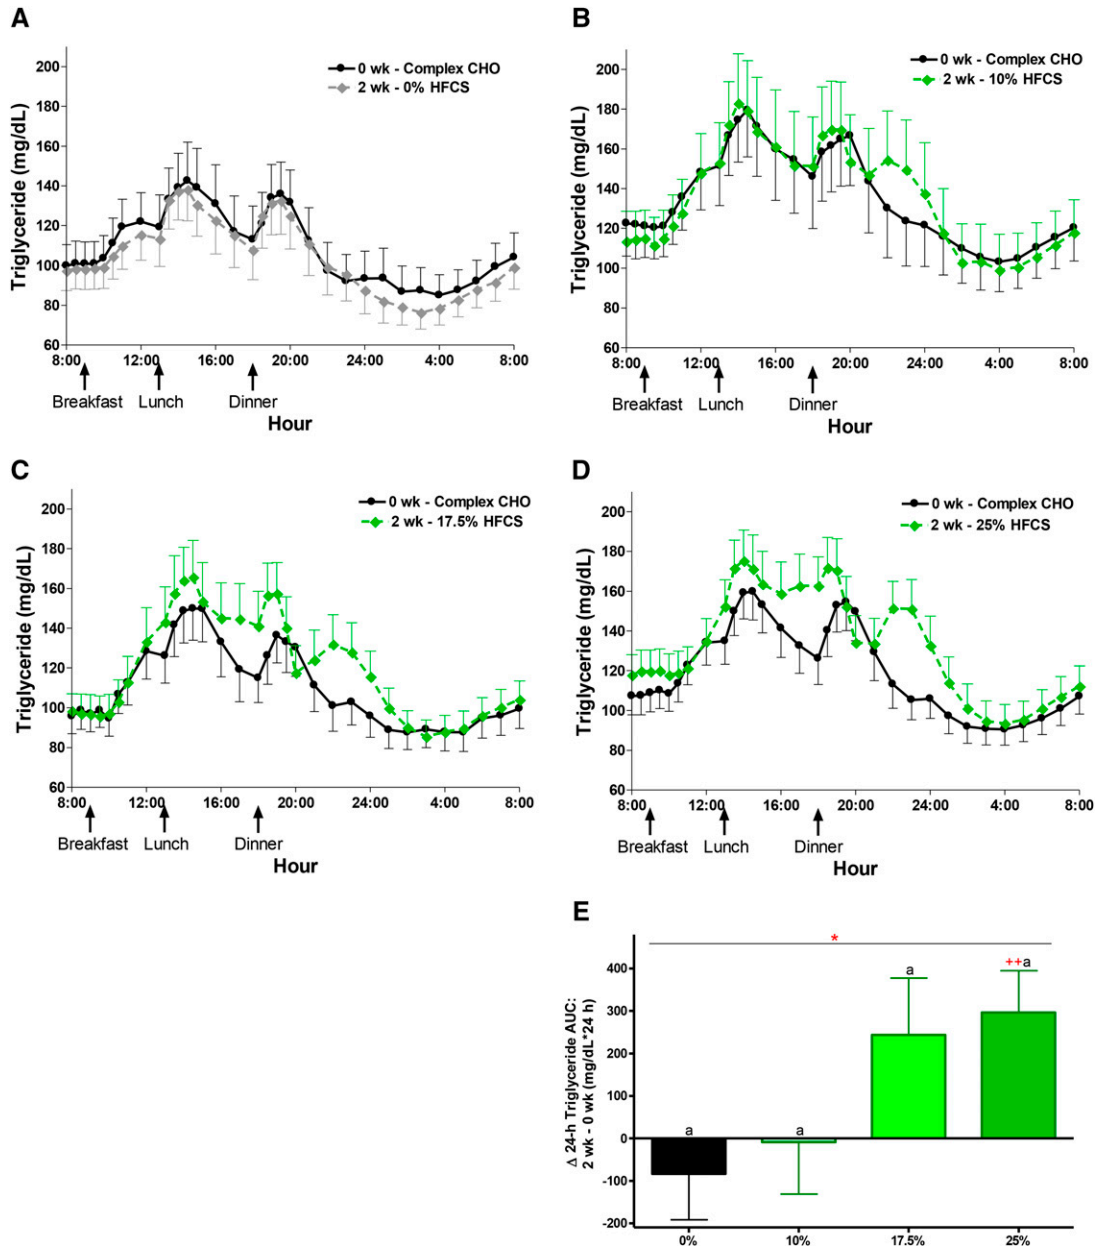 A
Triglyceride (mg/dL)
200
180
160
140
120
100
80
60
0 wk - Complex CHO
2 wk - 0% HFCS
8:00 12:00 16:00 20:00 24:00 4:00 8:00
Breakfast Lunch Dinner
Hour
B
Triglyceride (mg/dL)
200
180
160
140
120
100
80
60
0 wk - Complex CHO
2 wk - 10% HFCS
8:00 12:00 16:00 20:00 24:00 4:00 8:00
Breakfast Lunch Dinner
Hour
C
Triglyceride (mg/dL)
200
180
160
140
120
100
80
60
0 wk - Complex CHO
2 wk - 17.5% HFCS
8:00 12:00 16:00 20:00 24:00 4:00 8:00
Breakfast Lunch Dinner
Hour
D
Triglyceride (mg/dL)
200
180
160
140
120
100
80
60
0 wk - Complex CHO
2 wk - 25% HFCS
8:00 12:00 16:00 20:00 24:00 4:00 8:00
Breakfast Lunch Dinner
Hour
E
Δ 24-h Triglyceride AUC:
2 wk - 0 wk (mg/dL*24 h)
400
300
200
100
0
-100
-200
*
a a a ++a
0% 10% 17.5% 25%